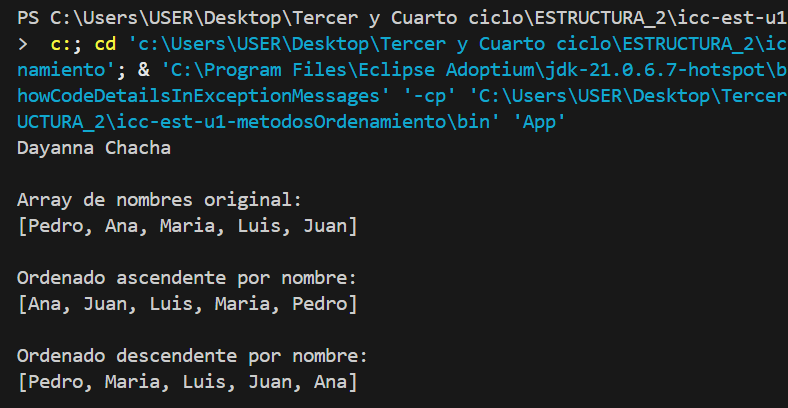 PS C:\Users\USER\Desktop\Tercer y Cuarto ciclo\ESTRUCTURA_2\icc-est-u1
>  c:; cd 'c:\Users\USER\Desktop\Tercer y Cuarto ciclo\ESTRUCTURA_2\ic
namiento'; & 'C:\Program Files\Eclipse Adoptium\jdk-21.0.6.7-hotspot\b
howCodeDetailsInExceptionMessages' '-cp' 'C:\Users\USER\Desktop\Tercer
UCTURA_2\icc-est-u1-metodosOrdenamiento\bin' 'App'
Dayanna Chacha
Array de nombres original:
[Pedro, Ana, Maria, Luis, Juan]
Ordenado ascendente por nombre:
[Ana, Juan, Luis, Maria, Pedro]
Ordenado descendente por nombre:
[Pedro, Maria, Luis, Juan, Ana]